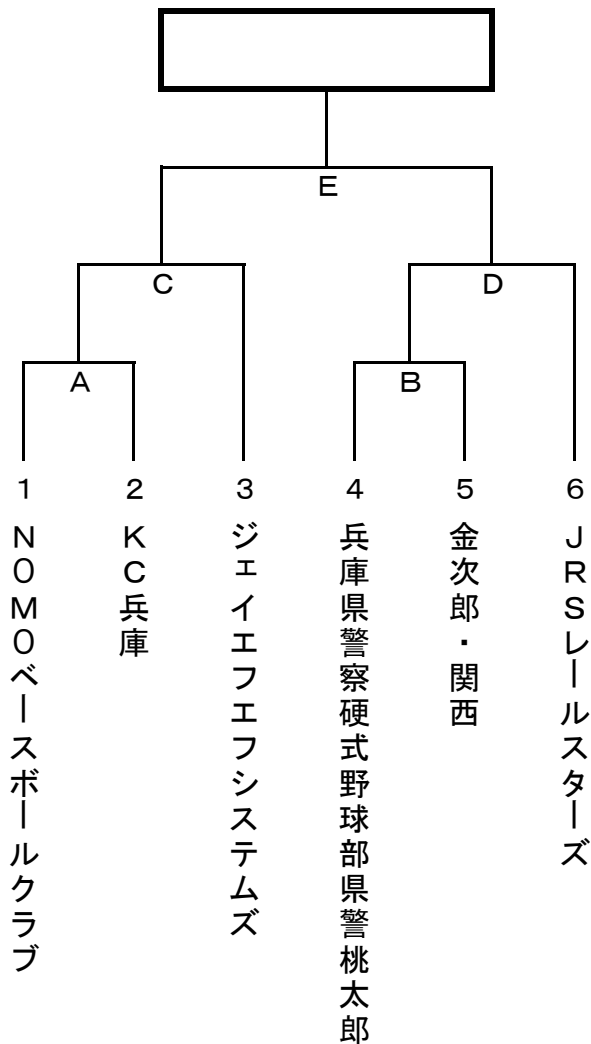 E
C
D
A
B
1
2
3
4
5
6
NOMOベースボールクラブ
KC兵庫
ジェイエフエフシステムズ
兵庫県警察硬式野球部県警桃太郎
金次郎・関西
JRSレールスターズ